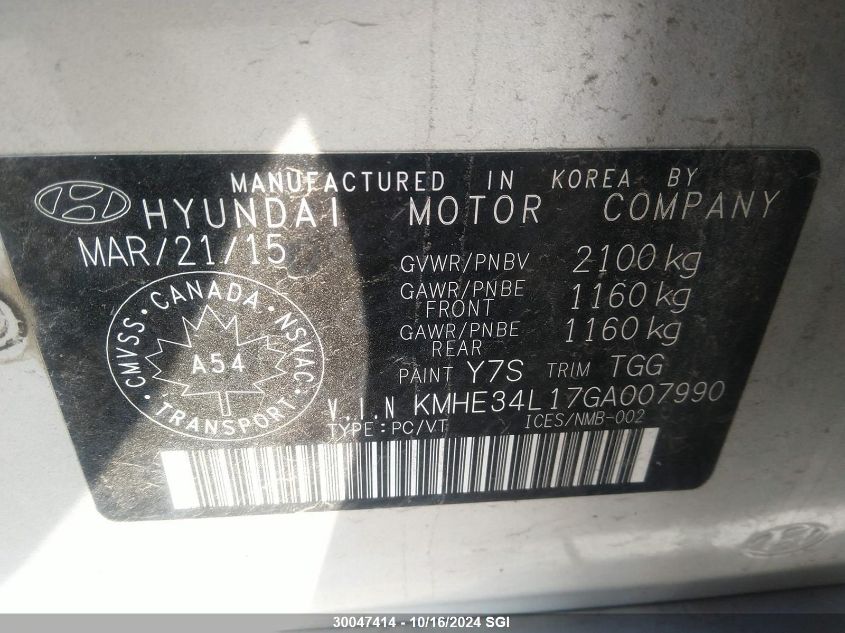 MANUFACTURED IN KOREA BY
HYUNDAI MOTOR COMPANY
MAR/21/15
GVWR/PNBV 2100 kg
GAWR/PNBE FRONT 1160 kg
GAWR/PNBE REAR 1160 kg
PAINT Y7S TRIM TGG
CMVSS · CANADA · NSVAC · TRANSPORT ·
A54
V.I.N KMHE34L17GA007990
TYPE : PC/VT ICES/NMB-002
30047414 - 10/16/2024 SGI